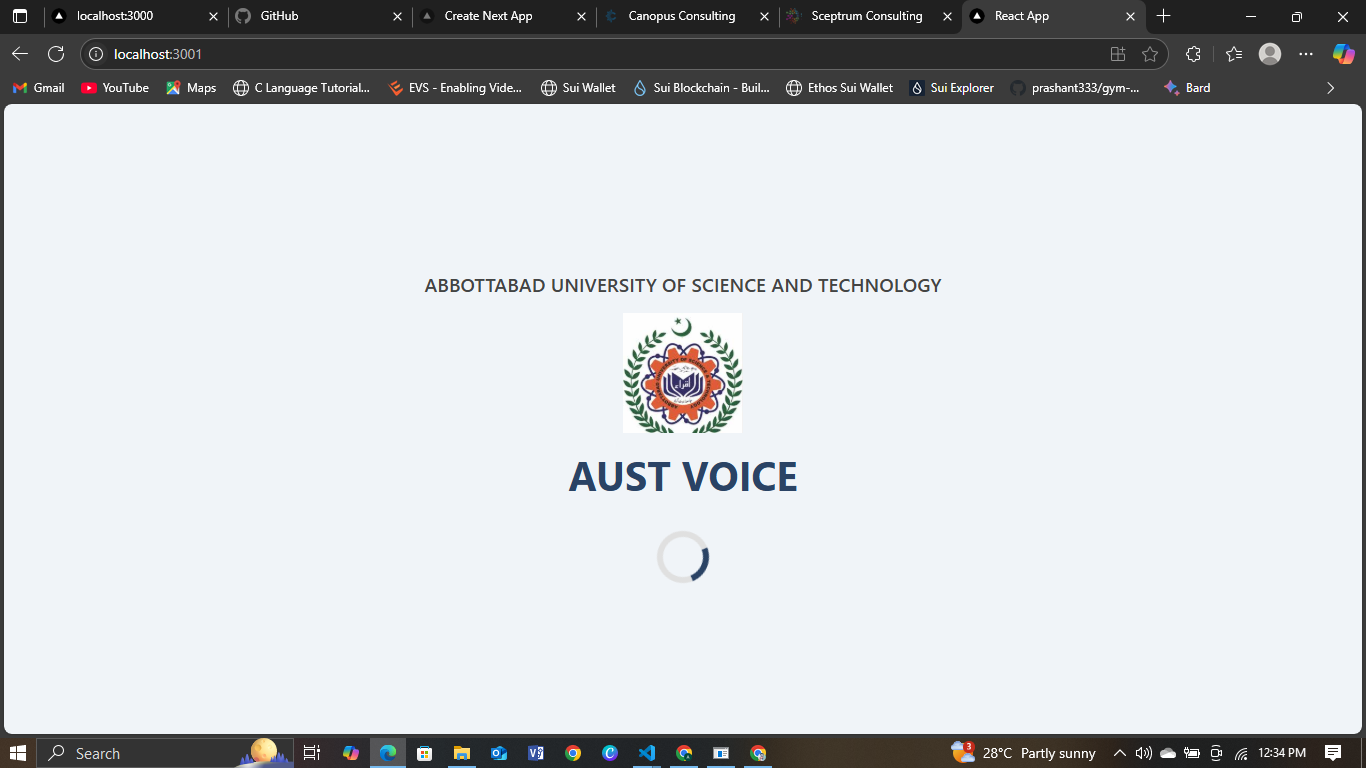 localhost:3000
GitHub
Create Next App
Canopus Consulting
Sceptrum Consulting
React App
localhost:3001
Gmail
YouTube
Maps
C Language Tutorial...
EVS - Enabling Vide...
Sui Wallet
Sui Blockchain - Buil...
Ethos Sui Wallet
Sui Explorer
prashant333/gym-...
Bard
ABBOTTABAD UNIVERSITY OF SCIENCE AND TECHNOLOGY
اقراء
AUST VOICE
Search
3
28°C Partly sunny
12:34 PM